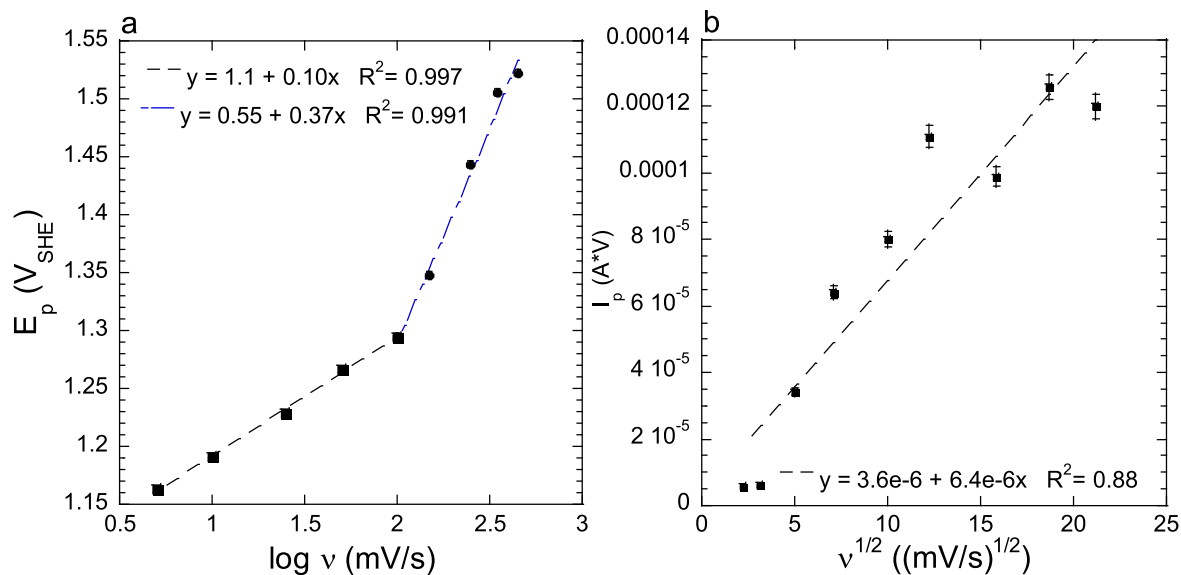 a
1.55
1.5
1.45
1.4
1.35
1.3
1.25
1.2
1.15
E_p (V_SHE)
y = 1.1 + 0.10x R²= 0.997
y = 0.55 + 0.37x R²= 0.991
0.5 1 1.5 2 2.5 3
log ν (mV/s)
b
0.00014
0.00012
0.0001
8 10⁻⁵
6 10⁻⁵
4 10⁻⁵
2 10⁻⁵
0
I_p (A*V)
y = 3.6e-6 + 6.4e-6x R²= 0.88
0 5 10 15 20 25
ν^1/2 ((mV/s)^1/2)